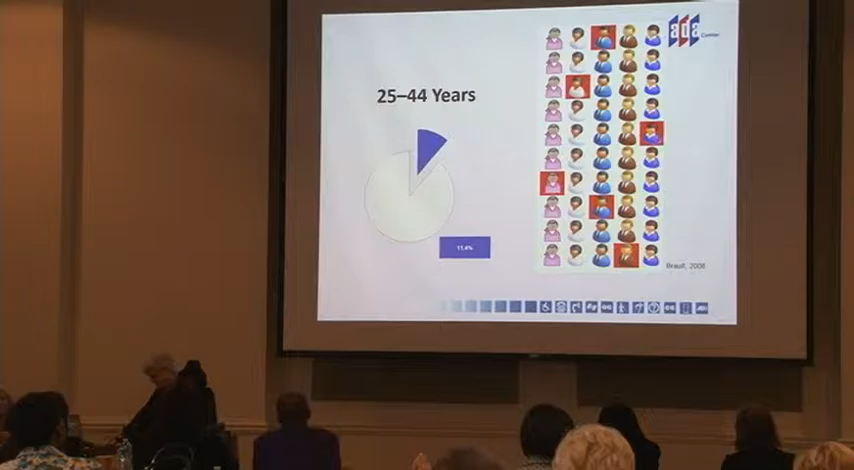 ada
Center
25–44 Years
11.4%
Brault, 2008